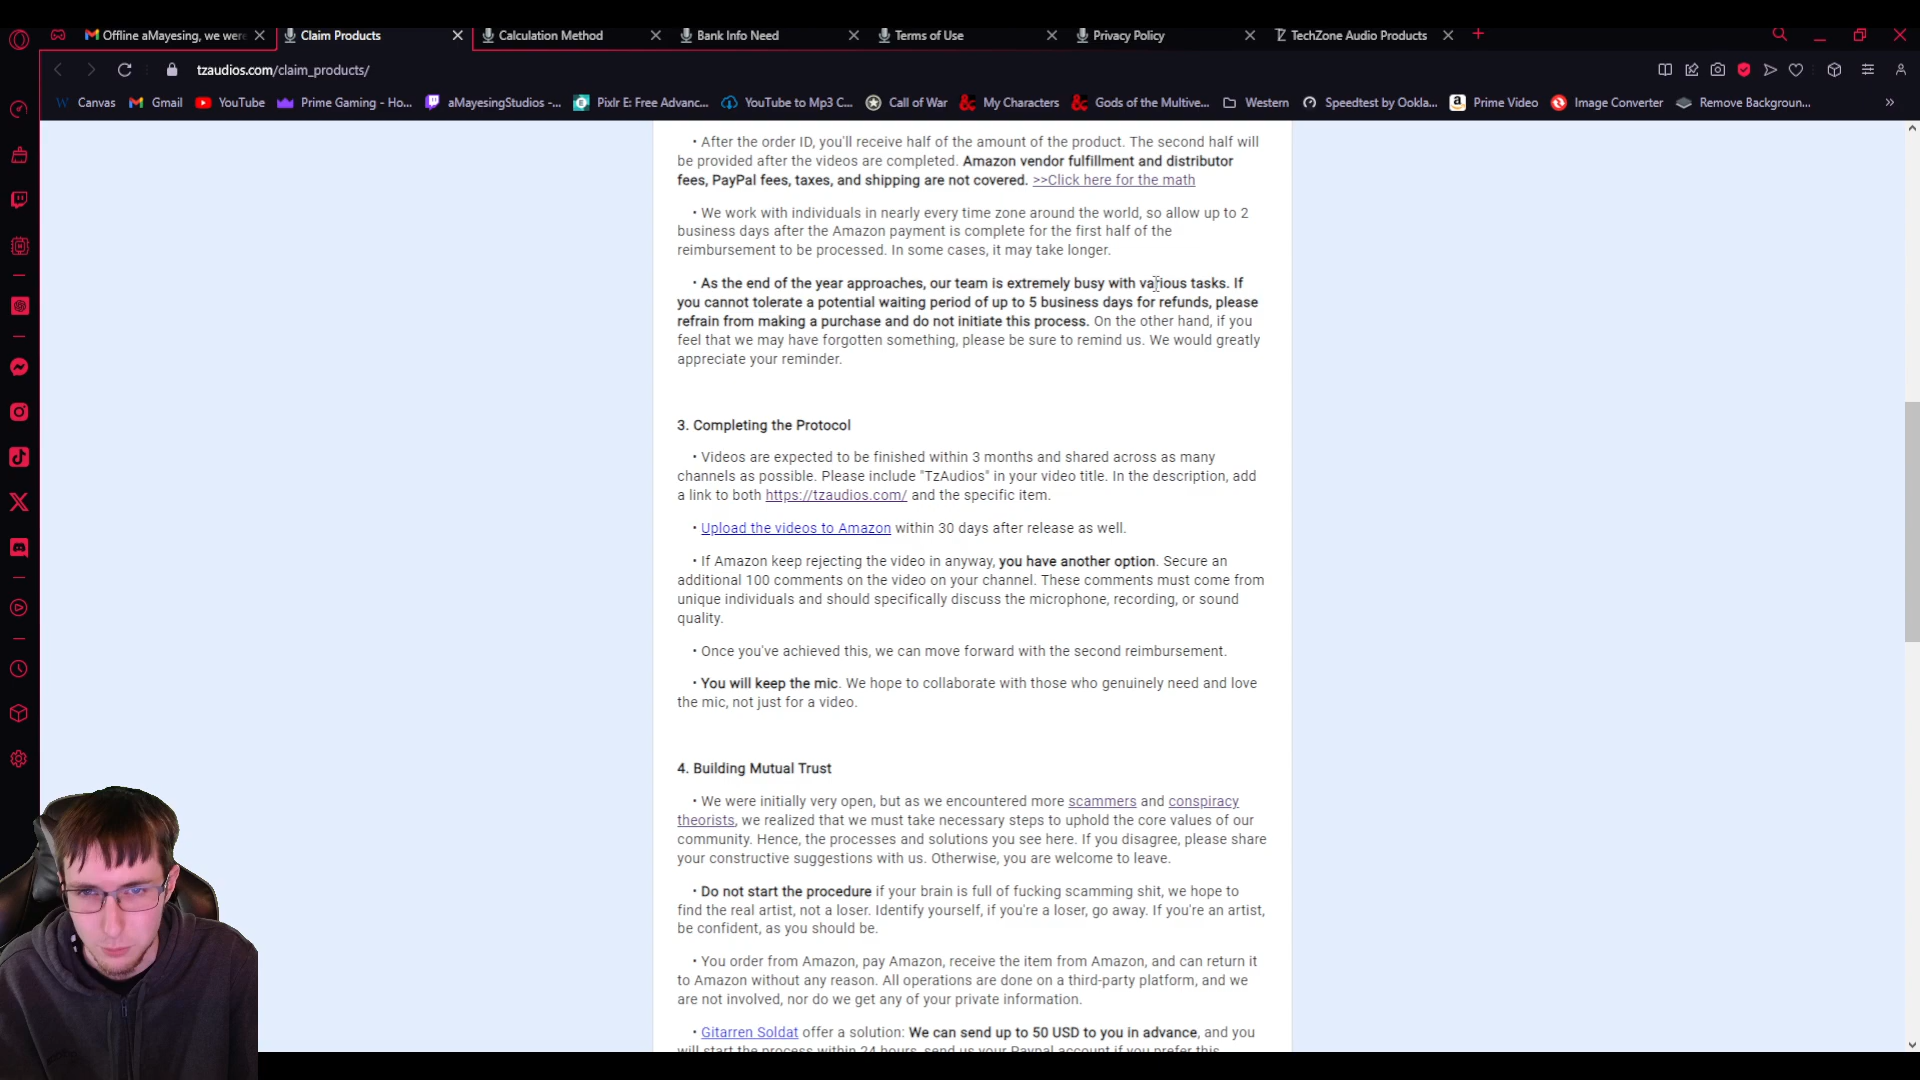 Offline aMayesing, we were
Claim Products
Calculation Method
Bank Info Need
Terms of Use
Privacy Policy
TechZone Audio Products
tzaudios.com/claim_products/
Canvas
Gmail
YouTube
Prime Gaming - Ho...
aMayesingStudios -...
Pixlr E: Free Advanc...
YouTube to Mp3 C...
Call of War
My Characters
Gods of the Multive...
Western
Speedtest by Ookla...
Prime Video
Image Converter
Remove Backgroun...
• After the order ID, you'll receive half of the amount of the product. The second half will
be provided after the videos are completed. Amazon vendor fulfillment and distributor
fees, PayPal fees, taxes, and shipping are not covered. >>Click here for the math
• We work with individuals in nearly every time zone around the world, so allow up to 2
business days after the Amazon payment is complete for the first half of the
reimbursement to be processed. In some cases, it may take longer.
• As the end of the year approaches, our team is extremely busy with various tasks. If
you cannot tolerate a potential waiting period of up to 5 business days for refunds, please
refrain from making a purchase and do not initiate this process. On the other hand, if you
feel that we may have forgotten something, please be sure to remind us. We would greatly
appreciate your reminder.
3. Completing the Protocol
• Videos are expected to be finished within 3 months and shared across as many
channels as possible. Please include "TzAudios" in your video title. In the description, add
a link to both https://tzaudios.com/ and the specific item.
• Upload the videos to Amazon within 30 days after release as well.
• If Amazon keep rejecting the video in anyway, you have another option. Secure an
additional 100 comments on the video on your channel. These comments must come from
unique individuals and should specifically discuss the microphone, recording, or sound
quality.
• Once you've achieved this, we can move forward with the second reimbursement.
• You will keep the mic. We hope to collaborate with those who genuinely need and love
the mic, not just for a video.
4. Building Mutual Trust
• We were initially very open, but as we encountered more scammers and conspiracy
theorists, we realized that we must take necessary steps to uphold the core values of our
community. Hence, the processes and solutions you see here. If you disagree, please share
your constructive suggestions with us. Otherwise, you are welcome to leave.
• Do not start the procedure if your brain is full of fucking scamming shit, we hope to
find the real artist, not a loser. Identify yourself, if you're a loser, go away. If you're an artist,
be confident, as you should be.
• You order from Amazon, pay Amazon, receive the item from Amazon, and can return it
to Amazon without any reason. All operations are done on a third-party platform, and we
are not involved, nor do we get any of your private information.
• Gitarren Soldat offer a solution: We can send up to 50 USD to you in advance, and you
will start the process within 24 hours, send us your Paypal account if you prefer this